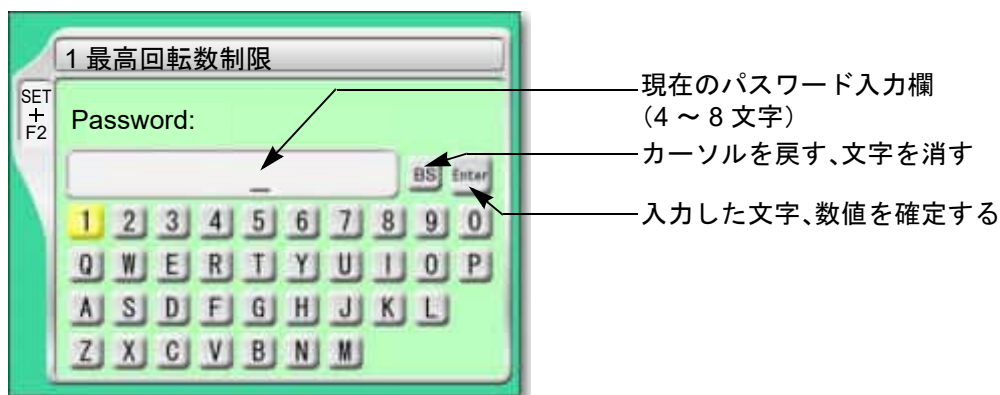 1 最高回転数制限
SET
+
F2
Password:
_
BS Enter
1 2 3 4 5 6 7 8 9 0
Q W E R T Y U I O P
A S D F G H J K L
Z X C V B N M
現在のパスワード入力欄
（4 ～ 8 文字）
カーソルを戻す、文字を消す
入力した文字、数値を確定する